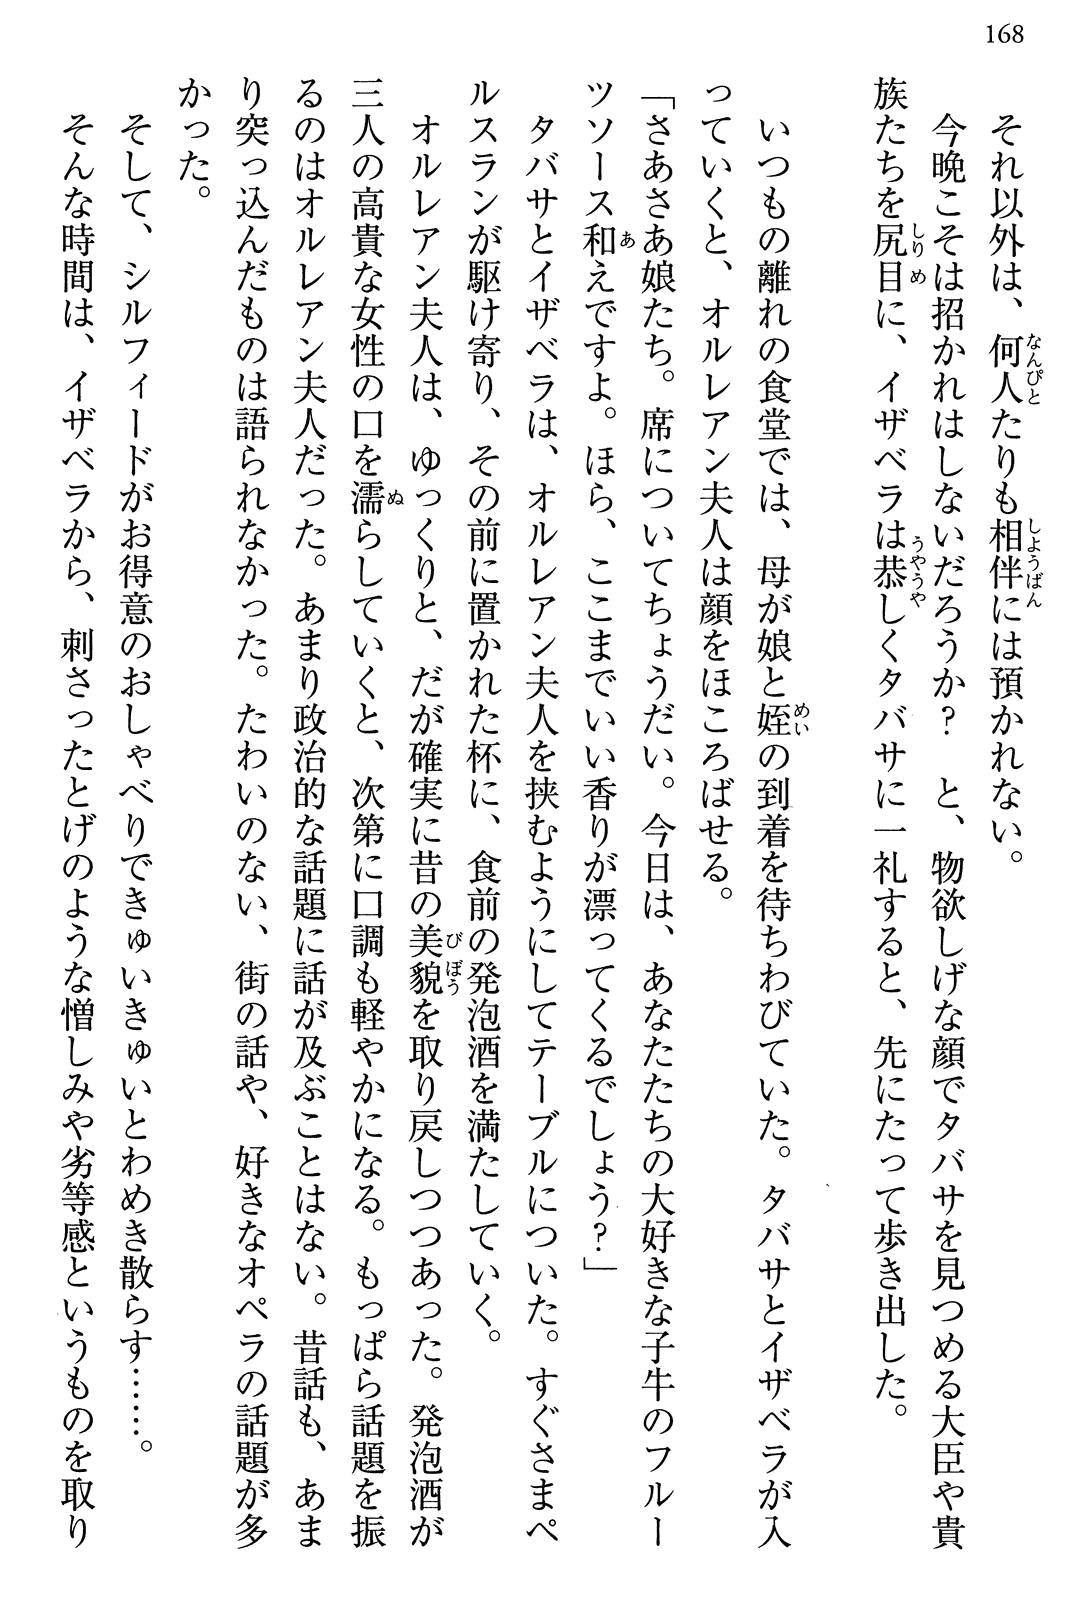 168
それ以外は、何人たりも相伴には預かれない。
今晩こそは招かれはしないだろうか？　と、物欲しげな顔でタバサを見つめる大臣や貴
族たちを尻目に、イザベラは恭しくタバサに一礼すると、先にたって歩き出した。
いつもの離れの食堂では、母が娘と姪の到着を待ちわびていた。タバサとイザベラが入
っていくと、オルレアン夫人は顔をほころばせる。
「さあさあ娘たち。席についてちょうだい。今日は、あなたたちの大好きな子牛のフルー
ツソース和えですよ。ほら、ここまでいい香りが漂ってくるでしょう？」
タバサとイザベラは、オルレアン夫人を挟むようにしてテーブルについた。すぐさまペ
ルスランが駆け寄り、その前に置かれた杯に、食前の発泡酒を満たしていく。
オルレアン夫人は、ゆっくりと、だが確実に昔の美貌を取り戻しつつあった。発泡酒が
三人の高貴な女性の口を濡らしていくと、次第に口調も軽やかになる。もっぱら話題を振
るのはオルレアン夫人だった。あまり政治的な話題に話が及ぶことはない。昔話も、あま
り突っ込んだものは語られなかった。たわいのない、街の話や、好きなオペラの話題が多
かった。
そして、シルフィードがお得意のおしゃべりできゅいきゅいとわめき散らす……。
そんな時間は、イザベラから、刺さったとげのような憎しみや劣等感というものを取り